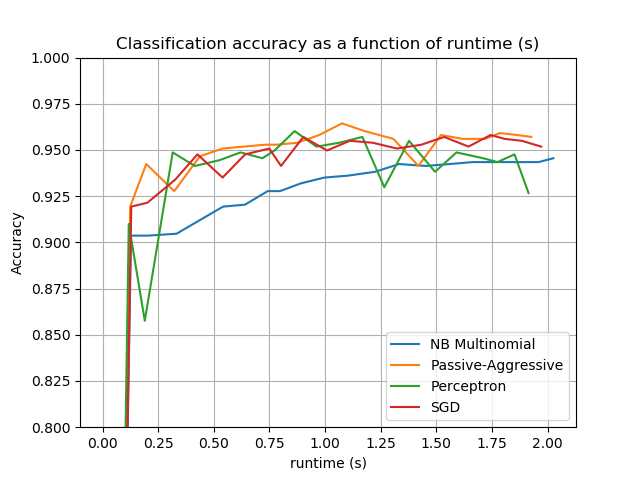 Classification accuracy as a function of runtime (s)
1.000
0.975
0.950
0.925
0.900
0.875
0.850
0.825
0.800
Accuracy
NB Multinomial
Passive-Aggressive
Perceptron
SGD
0.00 0.25 0.50 0.75 1.00 1.25 1.50 1.75 2.00
runtime (s)